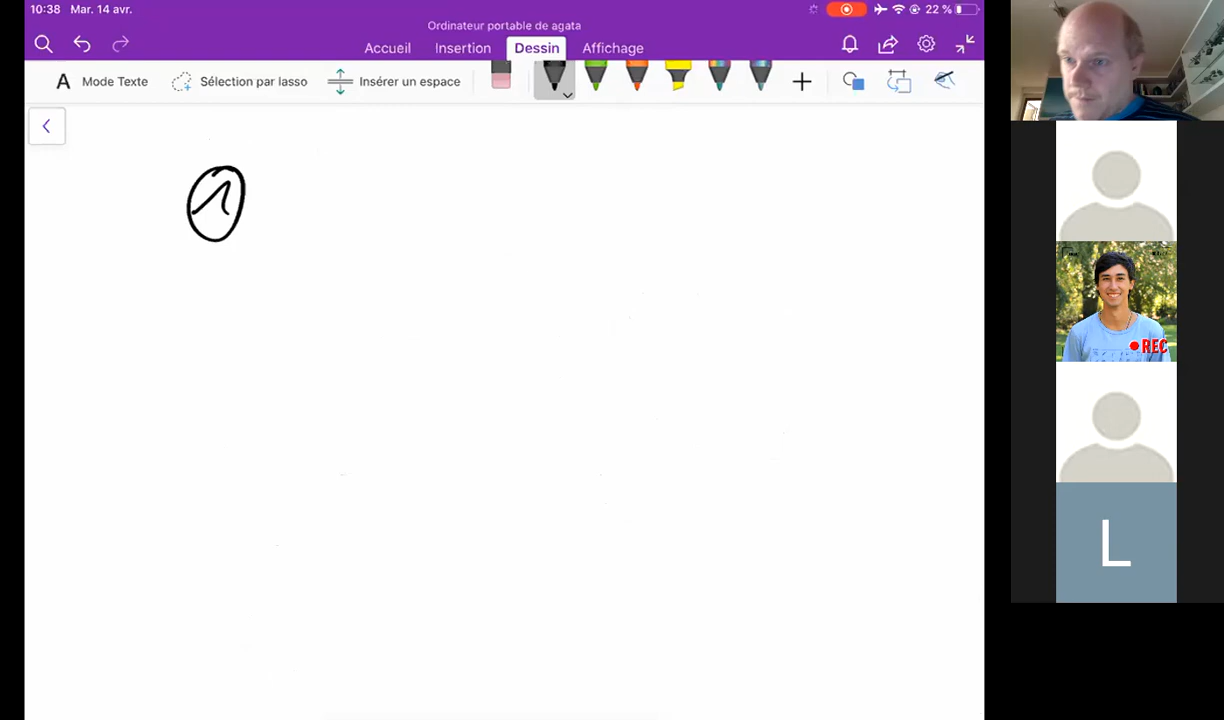 10:38 Mar. 14 avr.
22 %
Ordinateur portable de agata
Accueil Insertion Dessin Affichage
A Mode Texte Sélection par lasso Insérer un espace
1
REC
L